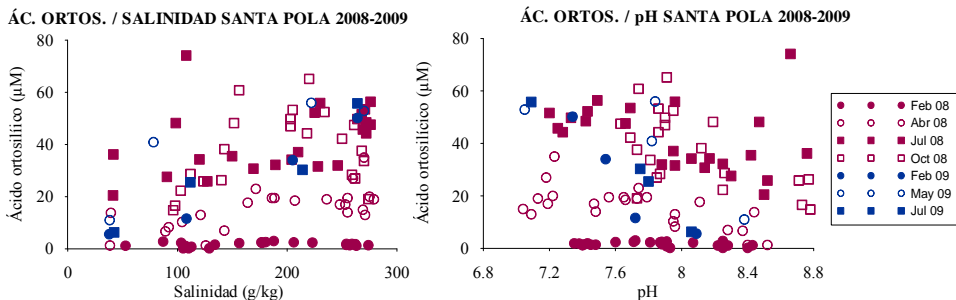 ÁC. ORTOS. / SALINIDAD SANTA POLA 2008-2009
Ácido ortosilíico (µM)
80
60
40
20
0
0
100
200
300
Salinidad (g/kg)
ÁC. ORTOS. / pH SANTA POLA 2008-2009
Ácido ortosilícico (µM)
80
60
40
20
0
6.8
7.2
7.6
8
8.4
8.8
pH
Feb 08
Abr 08
Jul 08
Oct 08
Feb 09
May 09
Jul 09